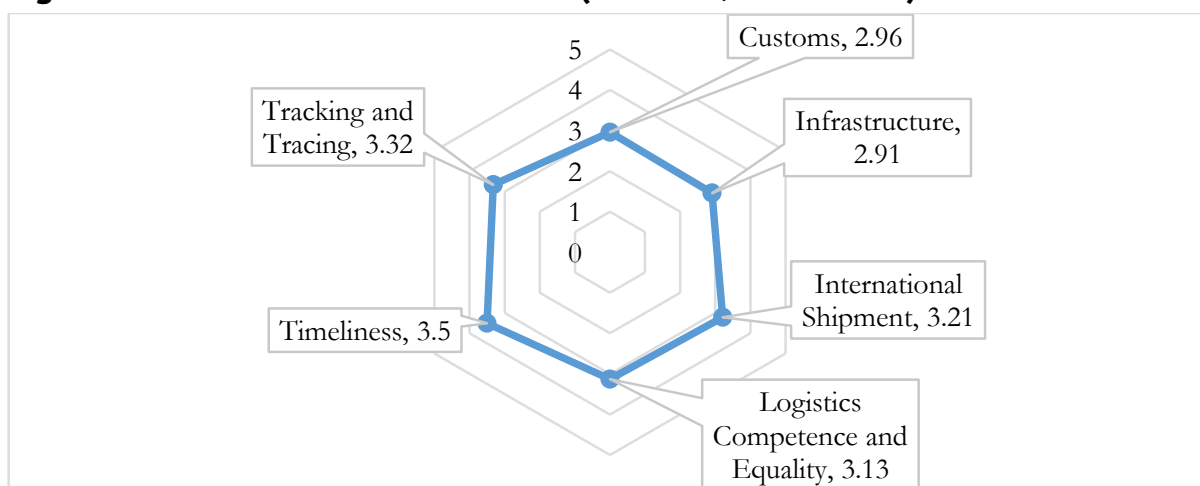 5
4
3
2
1
0
Customs, 2.96
Infrastructure,
2.91
International
Shipment, 3.21
Logistics
Competence and
Equality, 3.13
Timeliness, 3.5
Tracking and
Tracing, 3.32